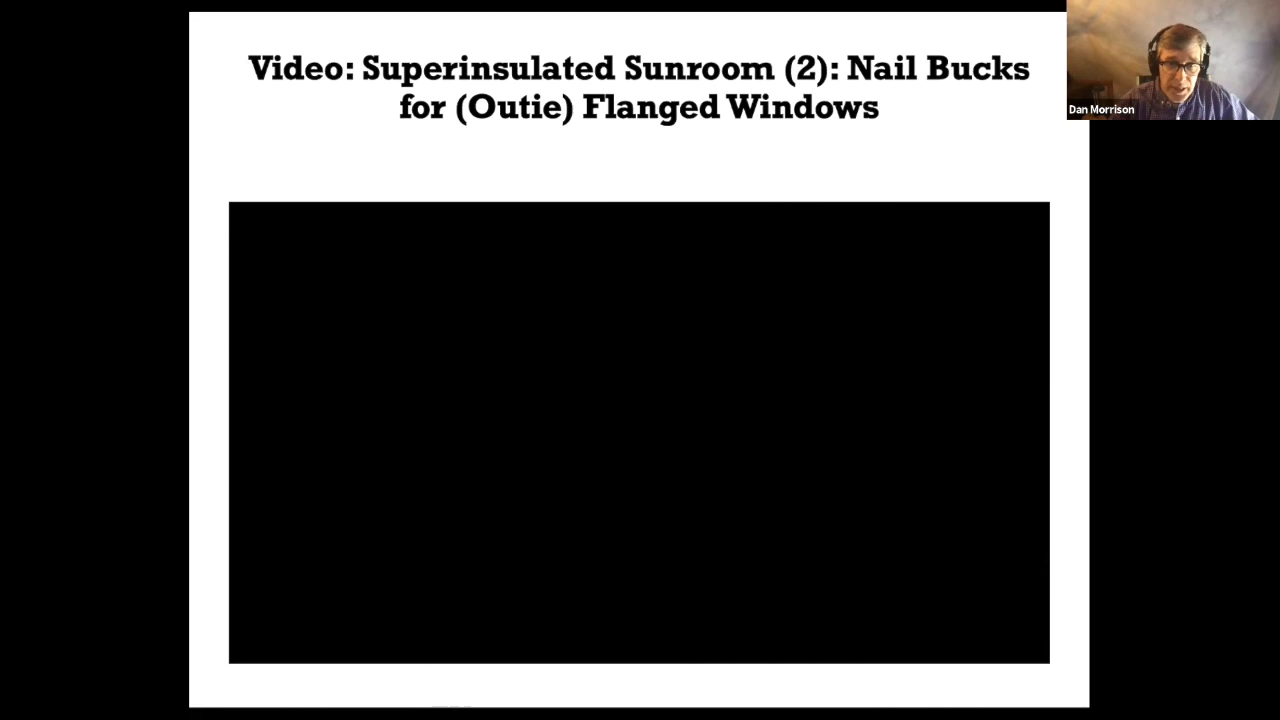 Video: Superinsulated Sunroom (2): Nail Bucks
for (Outie) Flanged Windows
Dan Morrison